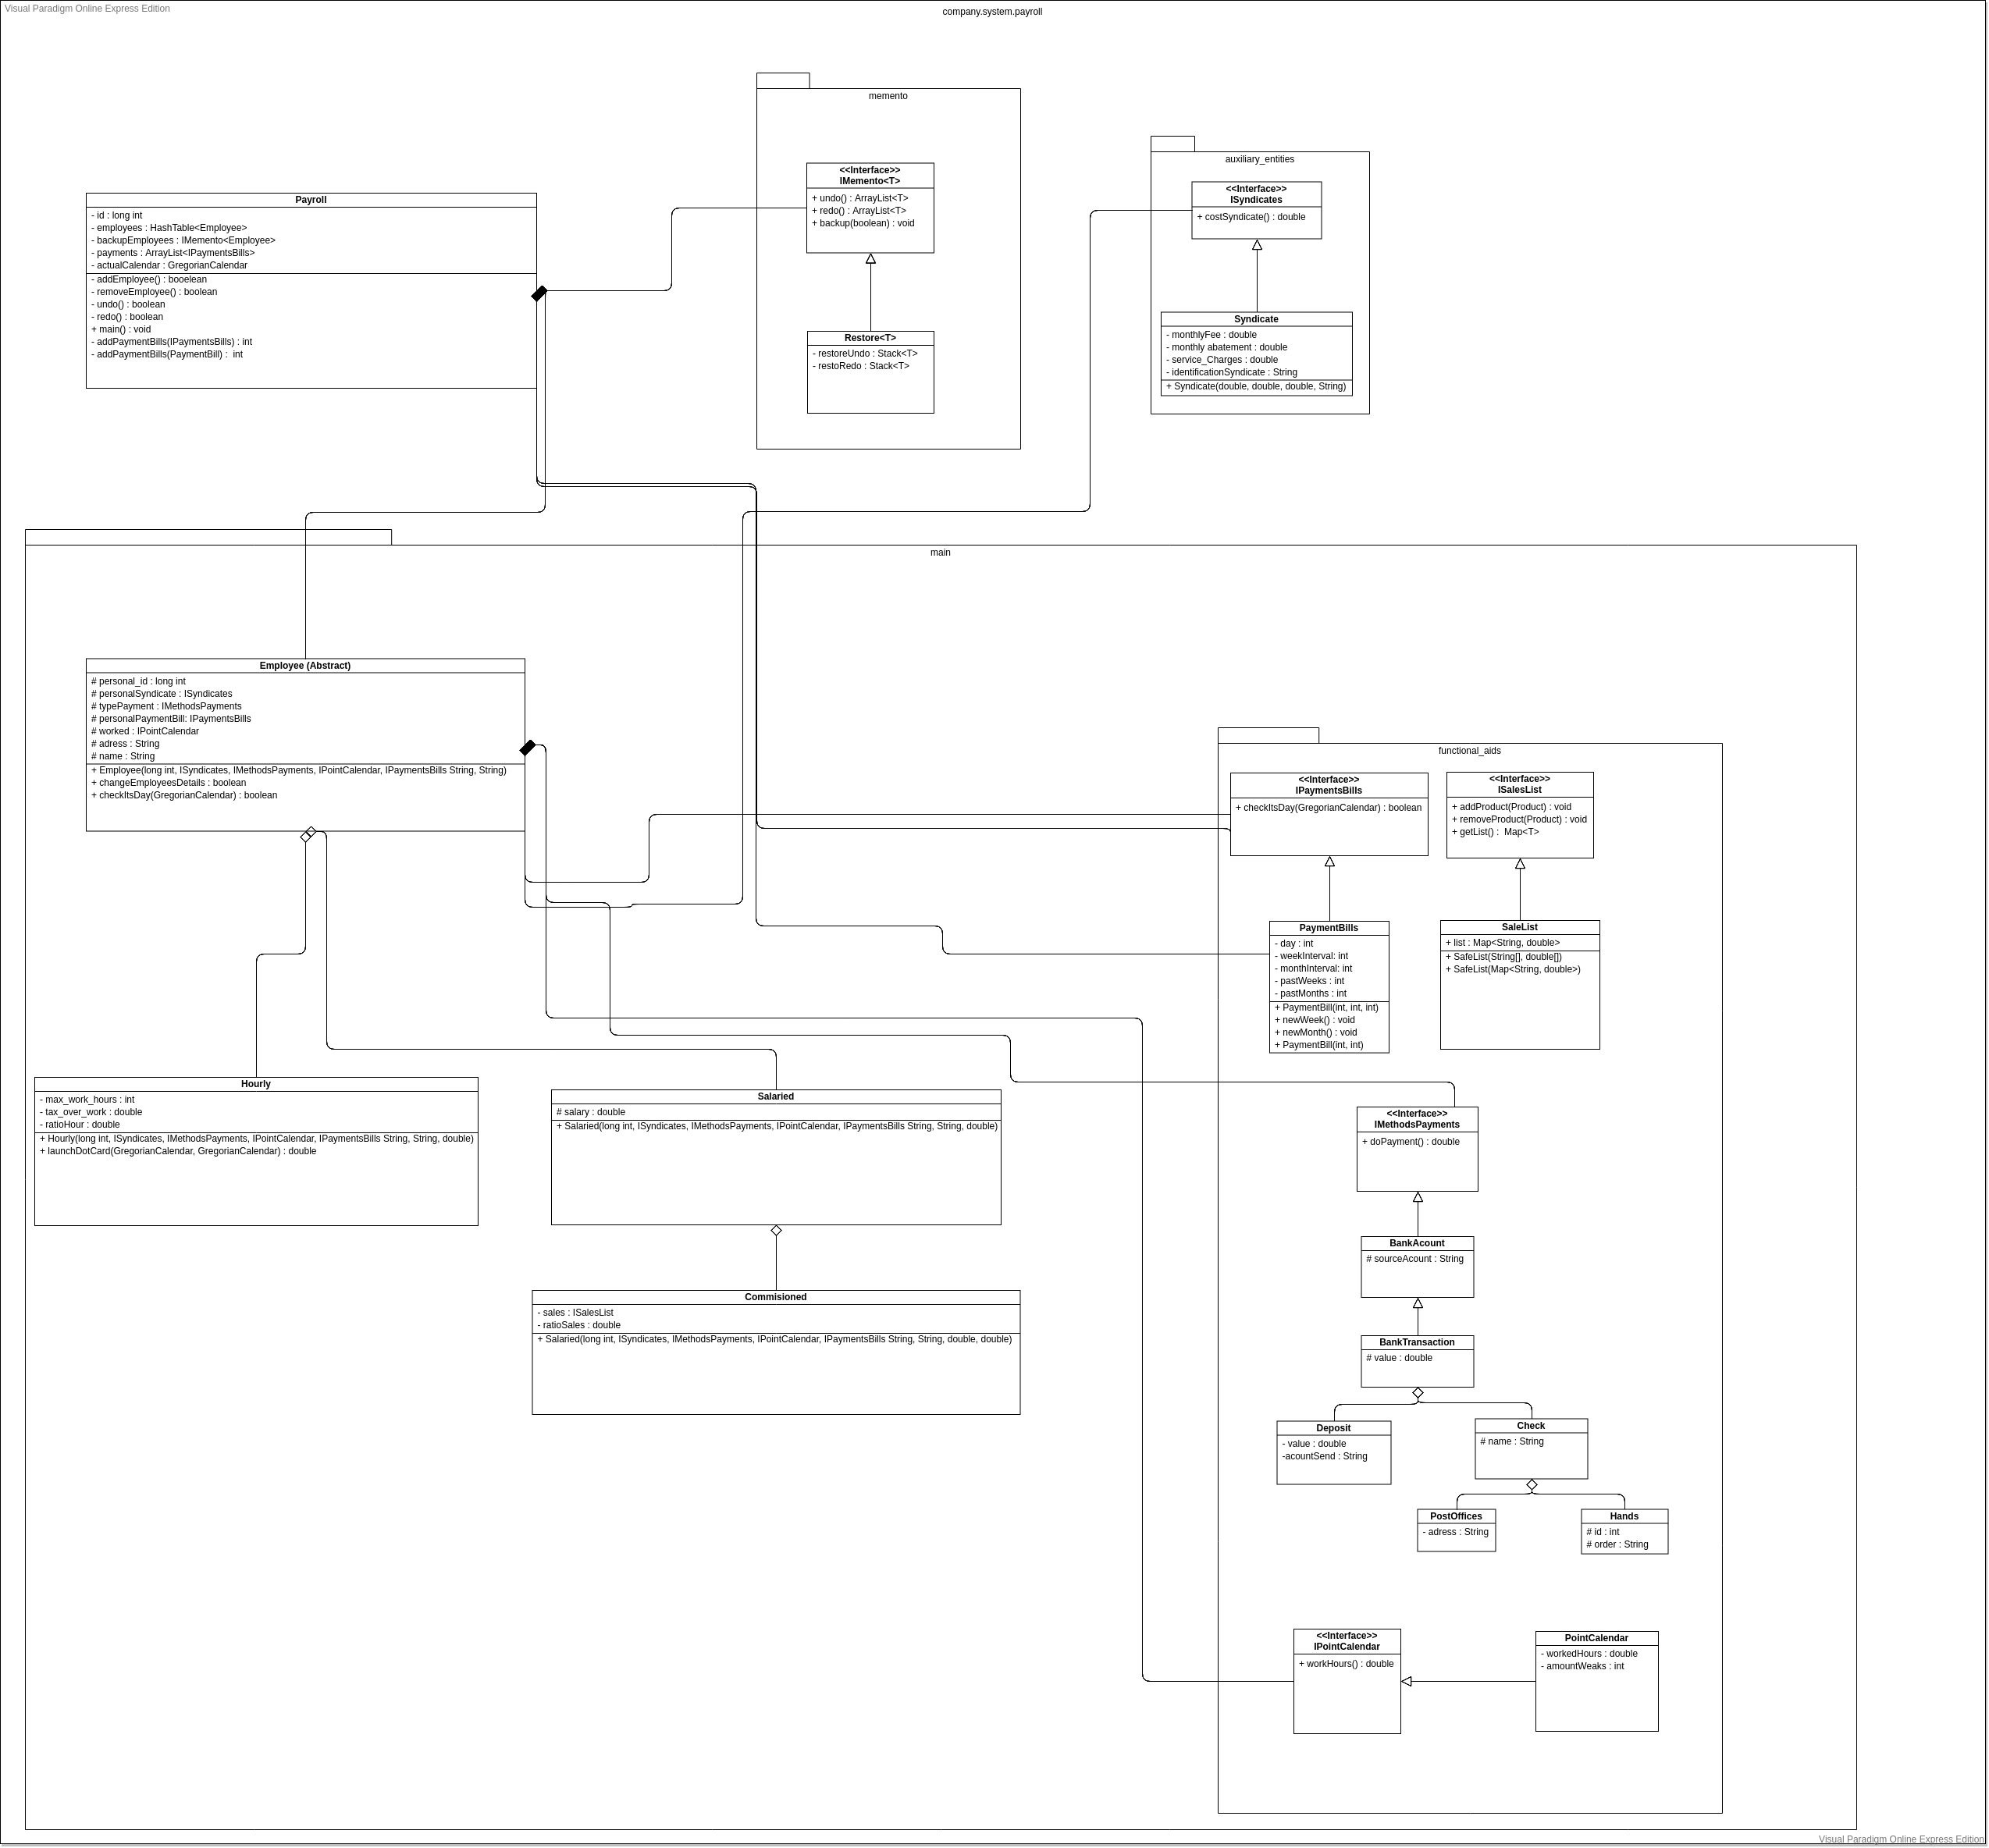 Visual Paradigm Online Express Edition
company.system.payroll
memento
<<Interface>>
IMemento<T>
+ undo() : ArrayList<T>
+ redo() : ArrayList<T>
+ backup(boolean) : void
Restore<T>
- restoreUndo : Stack<T>
- restoRedo : Stack<T>
auxiliary_entities
<<Interface>>
ISyndicates
+ costSyndicate() : double
Syndicate
- monthlyFee : double
- monthly abatement : double
- service_Charges : double
- identificationSyndicate : String
+ Syndicate(double, double, double, String)
Payroll
- id : long int
- employees : HashTable<Employee>
- backupEmployees : IMemento<Employee>
- payments : ArrayList<IPaymentsBills>
- actualCalendar : GregorianCalendar
- addEmployee() : booelean
- removeEmployee() : boolean
- undo() : boolean
- redo() : boolean
+ main() : void
- addPaymentBills(IPaymentsBills) : int
- addPaymentBills(PaymentBill) : int
main
Employee (Abstract)
# personal_id : long int
# personalSyndicate : ISyndicates
# typePayment : IMethodsPayments
# personalPaymentBill: IPaymentsBills
# worked : IPointCalendar
# adress : String
# name : String
+ Employee(long int, ISyndicates, IMethodsPayments, IPointCalendar, IPaymentsBills String, String)
+ changeEmployeesDetails : boolean
+ checkItsDay(GregorianCalendar) : boolean
Hourly
- max_work_hours : int
- tax_over_work : double
- ratioHour : double
+ Hourly(long int, ISyndicates, IMethodsPayments, IPointCalendar, IPaymentsBills String, String, double)
+ launchDotCard(GregorianCalendar, GregorianCalendar) : double
Salaried
# salary : double
+ Salaried(long int, ISyndicates, IMethodsPayments, IPointCalendar, IPaymentsBills String, String, double)
Commisioned
- sales : ISalesList
- ratioSales : double
+ Salaried(long int, ISyndicates, IMethodsPayments, IPointCalendar, IPaymentsBills String, String, double, double)
functional_aids
<<Interface>>
IPaymentsBills
+ checkItsDay(GregorianCalendar) : boolean
<<Interface>>
ISalesList
+ addProduct(Product) : void
+ removeProduct(Product) : void
+ getList() : Map<T>
PaymentBills
- day : int
- weekInterval: int
- monthInterval: int
- pastWeeks : int
- pastMonths : int
+ PaymentBill(int, int, int)
+ newWeek() : void
+ newMonth() : void
+ PaymentBill(int, int)
SaleList
+ list : Map<String, double>
+ SafeList(String[], double[])
+ SafeList(Map<String, double>)
<<Interface>>
IMethodsPayments
+ doPayment() : double
BankAcount
# sourceAcount : String
BankTransaction
# value : double
Deposit
- value : double
-acountSend : String
Check
# name : String
PostOffices
- adress : String
Hands
# id : int
# order : String
<<Interface>>
IPointCalendar
+ workHours() : double
PointCalendar
- workedHours : double
- amountWeaks : int
Visual Paradigm Online Express Edition